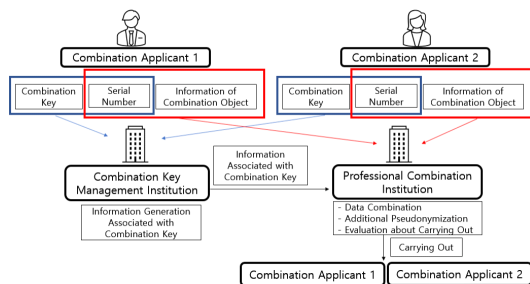 Combination Applicant 1
Combination Applicant 2
Combination
Key
Serial
Number
Information of
Combination Object
Combination
Key
Serial
Number
Information of
Combination Object
Combination Key
Management Institution
Information
Associated with
Combination Key
Professional Combination
Institution
Information Generation
Associated with
Combination Key
- Data Combination
- Additional Pseudonymization
- Evaluation about Carrying Out
Carrying Out
Combination Applicant 1
Combination Applicant 2